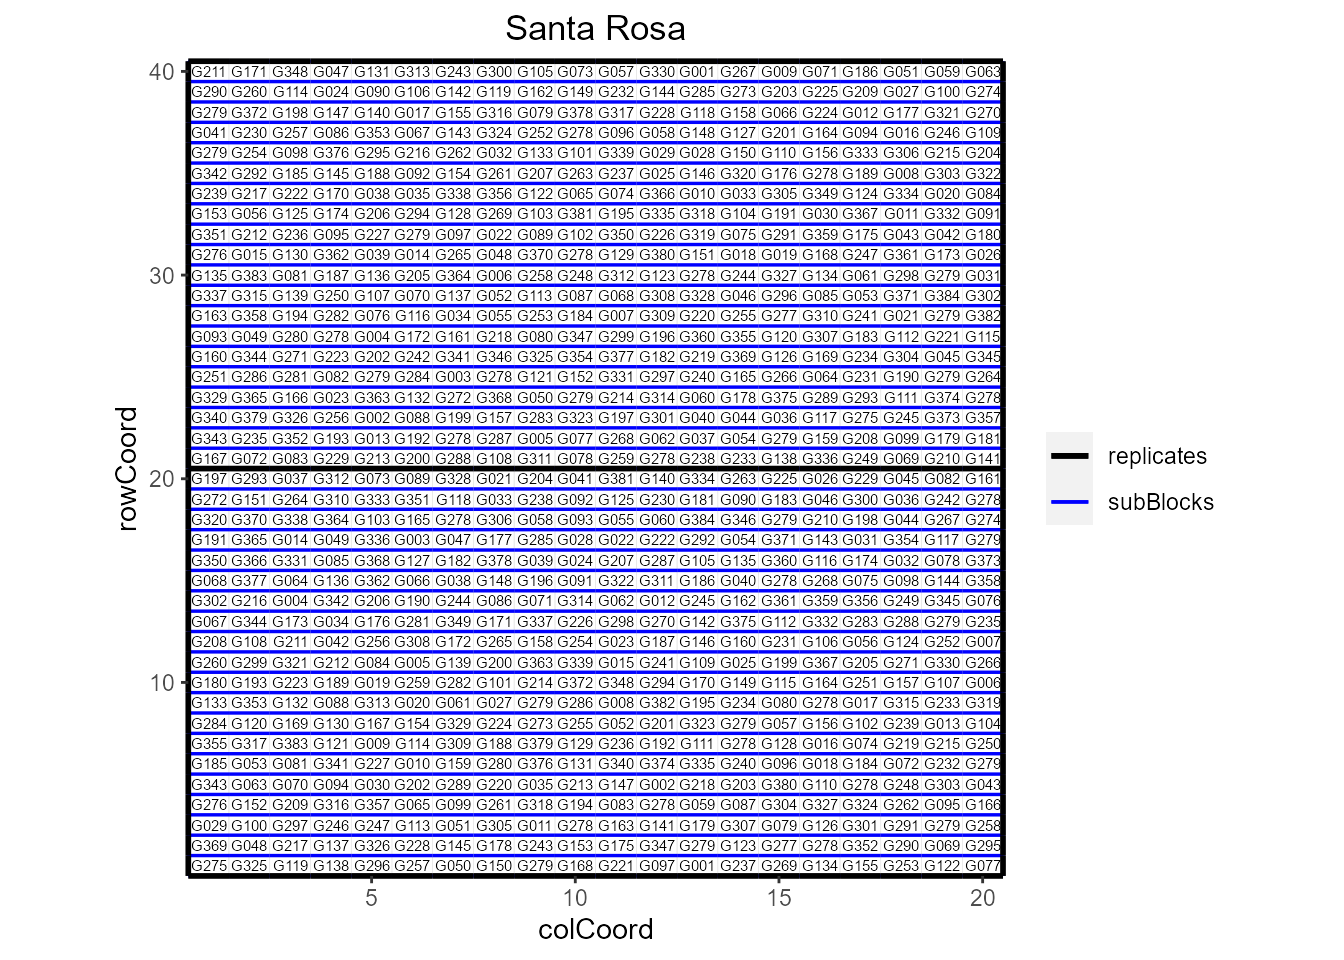 Santa Rosa
40 G211 G171 G348 G047 G131 G313 G243 G300 G105 G073 G057 G330 G001 G267 G009 G071 G186 G051 G059 G063
G290 G260 G114 G024 G090 G106 G142 G119 G162 G149 G232 G144 G285 G273 G203 G225 G209 G027 G100 G274
G279 G372 G198 G147 G140 G017 G155 G316 G079 G378 G317 G228 G118 G158 G066 G224 G012 G177 G321 G270
G041 G230 G257 G086 G353 G067 G143 G324 G252 G278 G096 G058 G148 G127 G201 G164 G094 G016 G246 G109
G279 G254 G098 G376 G295 G216 G262 G032 G133 G101 G339 G029 G028 G150 G110 G156 G333 G306 G215 G204
G342 G292 G185 G145 G188 G092 G154 G261 G207 G263 G237 G025 G146 G320 G176 G278 G189 G008 G303 G322
G239 G217 G222 G170 G038 G035 G338 G356 G122 G065 G074 G366 G010 G033 G305 G349 G124 G334 G020 G084
G153 G056 G125 G174 G206 G294 G128 G269 G103 G381 G195 G335 G318 G104 G191 G030 G367 G011 G332 G091
G351 G212 G236 G095 G227 G279 G097 G022 G089 G102 G350 G226 G319 G075 G291 G359 G175 G043 G042 G180
G276 G015 G130 G362 G039 G014 G265 G048 G370 G278 G129 G380 G151 G018 G019 G168 G247 G361 G173 G026
30 G135 G383 G081 G187 G136 G205 G364 G006 G258 G248 G312 G123 G278 G244 G327 G134 G061 G298 G279 G031
G337 G315 G139 G250 G107 G070 G137 G052 G113 G087 G068 G308 G328 G046 G296 G085 G053 G371 G384 G302
G163 G358 G194 G282 G076 G116 G034 G055 G253 G184 G007 G309 G220 G255 G277 G310 G241 G021 G279 G382
G093 G049 G280 G278 G004 G172 G161 G218 G080 G347 G299 G196 G360 G355 G120 G307 G183 G112 G221 G115
G160 G344 G271 G223 G202 G242 G341 G346 G325 G354 G377 G182 G219 G369 G126 G169 G234 G304 G045 G345
G251 G286 G281 G082 G279 G284 G003 G278 G121 G152 G331 G297 G240 G165 G266 G064 G231 G190 G279 G264
G329 G365 G166 G023 G363 G132 G272 G368 G050 G279 G214 G314 G060 G178 G375 G289 G293 G111 G374 G278
G340 G379 G326 G256 G002 G088 G199 G157 G283 G323 G197 G301 G040 G044 G036 G117 G275 G245 G373 G357
G343 G235 G352 G193 G013 G192 G278 G287 G005 G077 G268 G062 G037 G054 G279 G159 G208 G099 G179 G181
G167 G072 G083 G229 G213 G200 G288 G108 G311 G078 G259 G278 G238 G233 G138 G336 G249 G069 G210 G141
20 G197 G293 G037 G312 G073 G089 G328 G021 G204 G041 G381 G140 G334 G263 G225 G026 G229 G045 G082 G161
G272 G151 G264 G310 G333 G351 G118 G033 G238 G092 G125 G230 G181 G090 G183 G046 G300 G036 G242 G278
G320 G370 G338 G364 G103 G165 G278 G306 G058 G093 G055 G060 G384 G346 G279 G210 G198 G044 G267 G274
G191 G365 G014 G049 G336 G003 G047 G177 G285 G028 G022 G222 G292 G054 G371 G143 G031 G354 G117 G279
G350 G366 G331 G085 G368 G127 G182 G378 G039 G024 G207 G287 G105 G135 G360 G116 G174 G032 G078 G373
G068 G377 G064 G136 G362 G066 G038 G148 G196 G091 G322 G311 G186 G040 G278 G268 G075 G098 G144 G358
G302 G216 G004 G342 G206 G190 G244 G086 G071 G314 G062 G012 G245 G162 G361 G359 G356 G249 G345 G076
G067 G344 G173 G034 G176 G281 G349 G171 G337 G226 G298 G270 G142 G375 G112 G332 G283 G288 G279 G235
G208 G108 G211 G042 G256 G308 G172 G265 G158 G254 G023 G187 G146 G160 G231 G106 G056 G124 G252 G007
G260 G299 G321 G212 G084 G005 G139 G200 G363 G339 G015 G241 G109 G025 G199 G367 G205 G271 G330 G266
10 G180 G193 G223 G189 G019 G259 G282 G101 G214 G372 G348 G294 G170 G149 G115 G164 G251 G157 G107 G006
G133 G353 G132 G088 G313 G020 G061 G027 G279 G286 G008 G382 G195 G234 G080 G278 G017 G315 G233 G319
G284 G120 G169 G130 G167 G154 G329 G224 G273 G255 G052 G201 G323 G279 G057 G156 G102 G239 G013 G104
G355 G317 G383 G121 G009 G114 G309 G188 G379 G129 G236 G192 G111 G278 G128 G016 G074 G219 G215 G250
G185 G053 G081 G341 G227 G010 G159 G280 G376 G131 G340 G374 G335 G240 G096 G018 G184 G072 G232 G279
G343 G063 G070 G094 G030 G202 G289 G220 G035 G213 G147 G002 G218 G203 G380 G110 G278 G248 G303 G043
G276 G152 G209 G316 G357 G065 G099 G261 G318 G194 G083 G278 G059 G087 G304 G327 G324 G262 G095 G166
G029 G100 G297 G246 G247 G113 G051 G305 G011 G278 G163 G141 G179 G307 G079 G126 G301 G291 G279 G258
G369 G048 G217 G137 G326 G228 G145 G178 G243 G153 G175 G347 G279 G123 G277 G278 G352 G290 G069 G295
G275 G325 G119 G138 G296 G257 G050 G150 G279 G168 G221 G097 G001 G237 G269 G134 G155 G253 G122 G077
5 10 15 20
colCoord
rowCoord
replicates
subBlocks